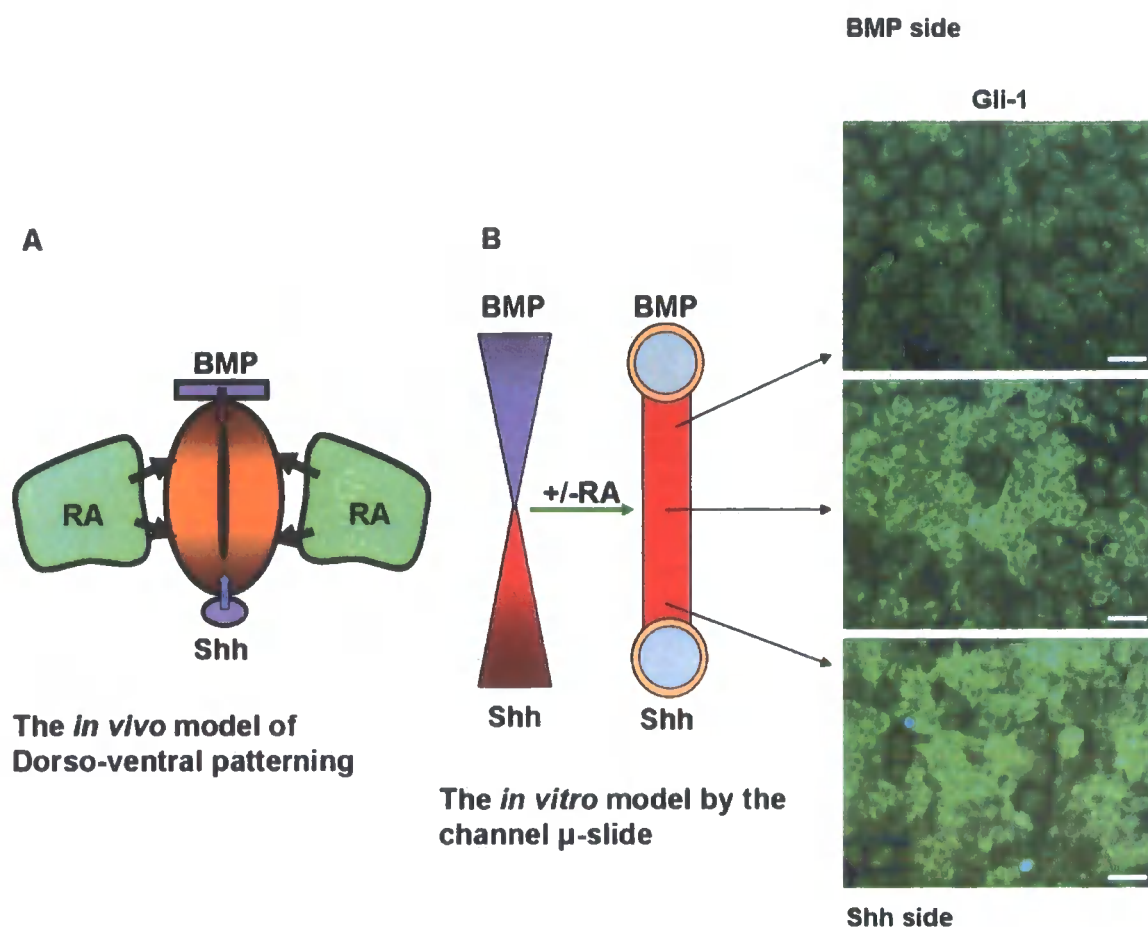 BMP side
Gli-1
A
B
BMP
RA
RA
Shh
The in vivo model of
Dorso-ventral patterning
BMP
BMP
+/-RA
Shh
Shh
The in vitro model by the
channel µ-slide
Shh side